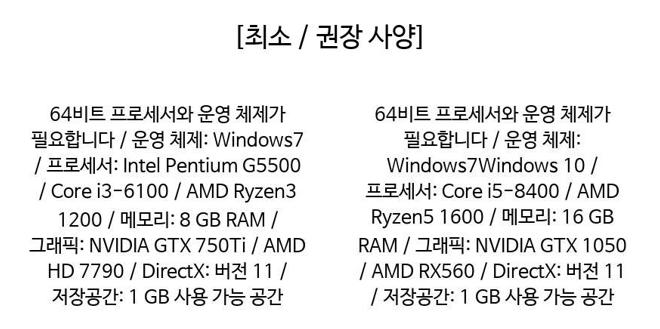 [최소 / 권장 사양]
64비트 프로세서와 운영 체제가
필요합니다 / 운영 체제: Windows7
/ 프로세서: Intel Pentium G5500
/ Core i3-6100 / AMD Ryzen3
1200 / 메모리: 8 GB RAM /
그래픽: NVIDIA GTX 750Ti / AMD
HD 7790 / DirectX: 버전 11 /
저장공간: 1 GB 사용 가능 공간
64비트 프로세서와 운영 체제가
필요합니다 / 운영 체제:
Windows7Windows 10 /
프로세서: Core i5-8400 / AMD
Ryzen5 1600 / 메모리: 16 GB
RAM / 그래픽: NVIDIA GTX 1050
/ AMD RX560 / DirectX: 버전 11
/ 저장공간: 1 GB 사용 가능 공간